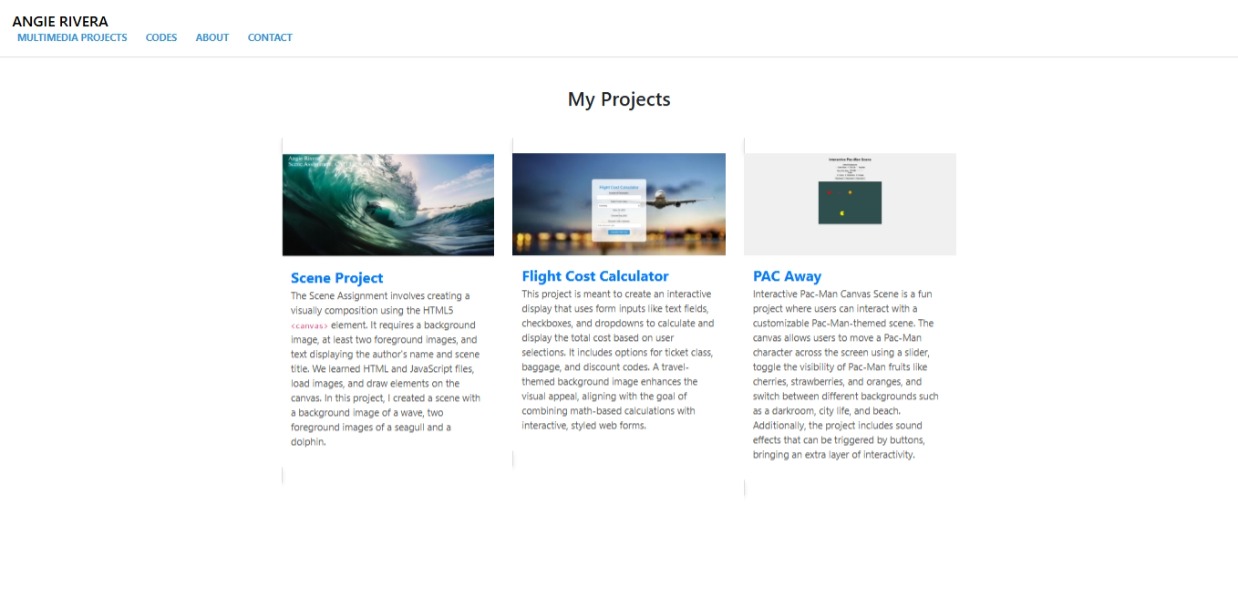 ANGIE RIVERA
MULTIMEDIA PROJECTS CODES ABOUT CONTACT
My Projects
Angie Rivera
Scene
Flight Cost Calculator
Interactive Pac-Man Scene
Scene Project
The Scene Assignment involves creating a
visually composition using the HTML5
<canvas> element. It requires a background
image, at least two foreground images, and
text displaying the author's name and scene
title. We learned HTML and JavaScript files,
load images, and draw elements on the
canvas. In this project, I created a scene with
a background image of a wave, two
foreground images of a seagull and a
dolphin.
Flight Cost Calculator
This project is meant to create an interactive
display that uses form inputs like text fields,
checkboxes, and dropdowns to calculate and
display the total cost based on user
selections. It includes options for ticket class,
baggage, and discount codes. A travel-
themed background image enhances the
visual appeal, aligning with the goal of
combining math-based calculations with
interactive, styled web forms.
PAC Away
Interactive Pac-Man Canvas Scene is a fun
project where users can interact with a
customizable Pac-Man-themed scene. The
canvas allows users to move a Pac-Man
character across the screen using a slider,
toggle the visibility of Pac-Man fruits like
cherries, strawberries, and oranges, and
switch between different backgrounds such
as a darkroom, city life, and beach.
Additionally, the project includes sound
effects that can be triggered by buttons,
bringing an extra layer of interactivity.